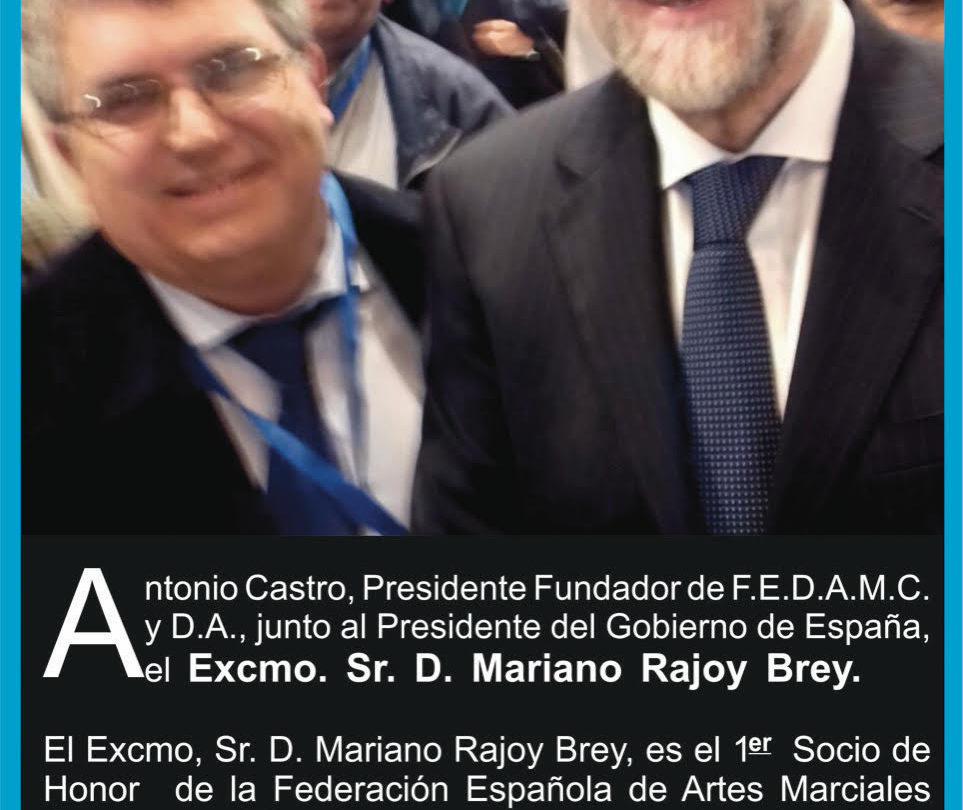 Antonio Castro, Presidente Fundador de F.E.D.A.M.C.
y D.A., junto al Presidente del Gobierno de España,
el Excmo. Sr. D. Mariano Rajoy Brey.
El Excmo, Sr. D. Mariano Rajoy Brey, es el 1er Socio de
Honor de la Federación Española de Artes Marciales